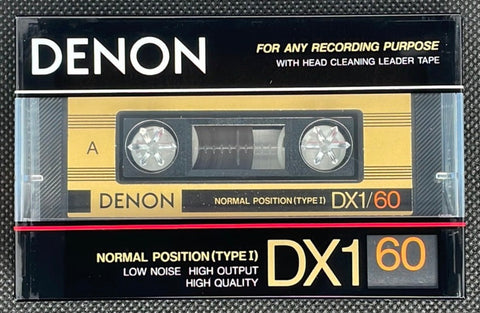 DENON
FOR ANY RECORDING PURPOSE
WITH HEAD CLEANING LEADER TAPE
A
DENON NORMAL POSITION (TYPE I) DX1/60
NORMAL POSITION (TYPE I)
LOW NOISE HIGH OUTPUT
HIGH QUALITY
DX1 60